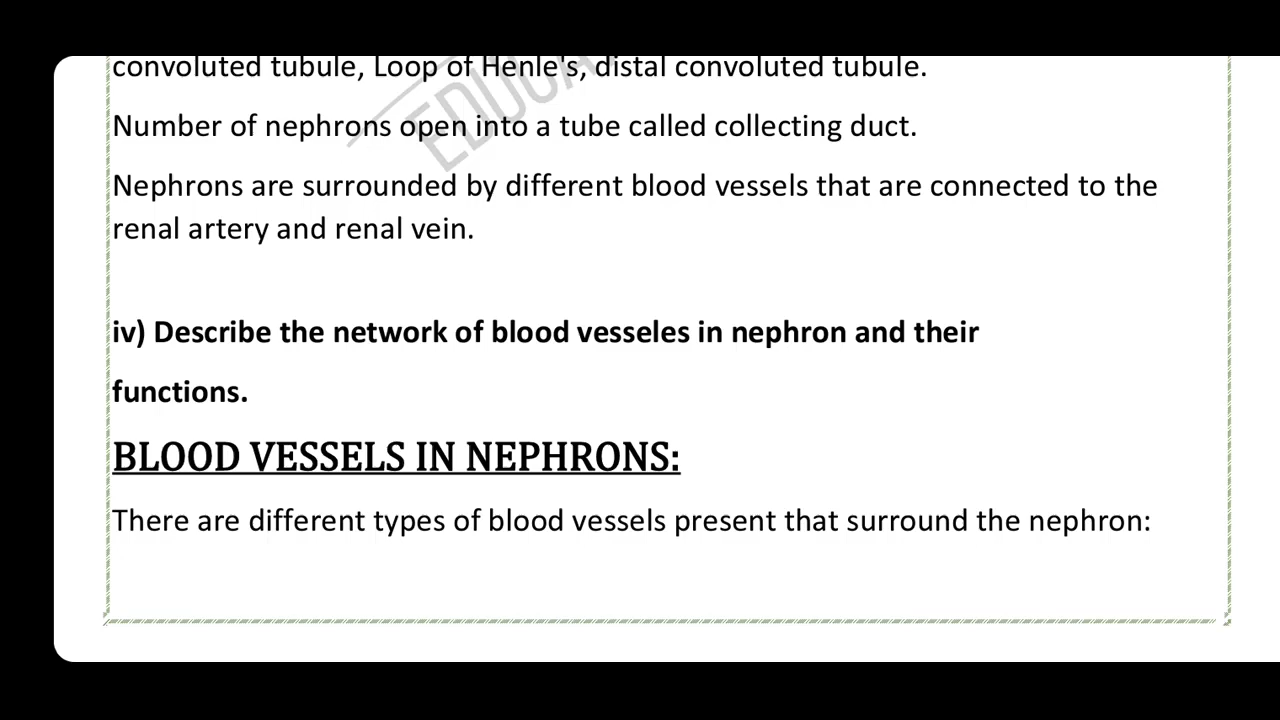 convoluted tubule, Loop of Henle's, distal convoluted tubule.
Number of nephrons open into a tube called collecting duct.
Nephrons are surrounded by different blood vessels that are connected to the
renal artery and renal vein.
iv) Describe the network of blood vesseles in nephron and their
functions.
BLOOD VESSELS IN NEPHRONS:
There are different types of blood vessels present that surround the nephron: